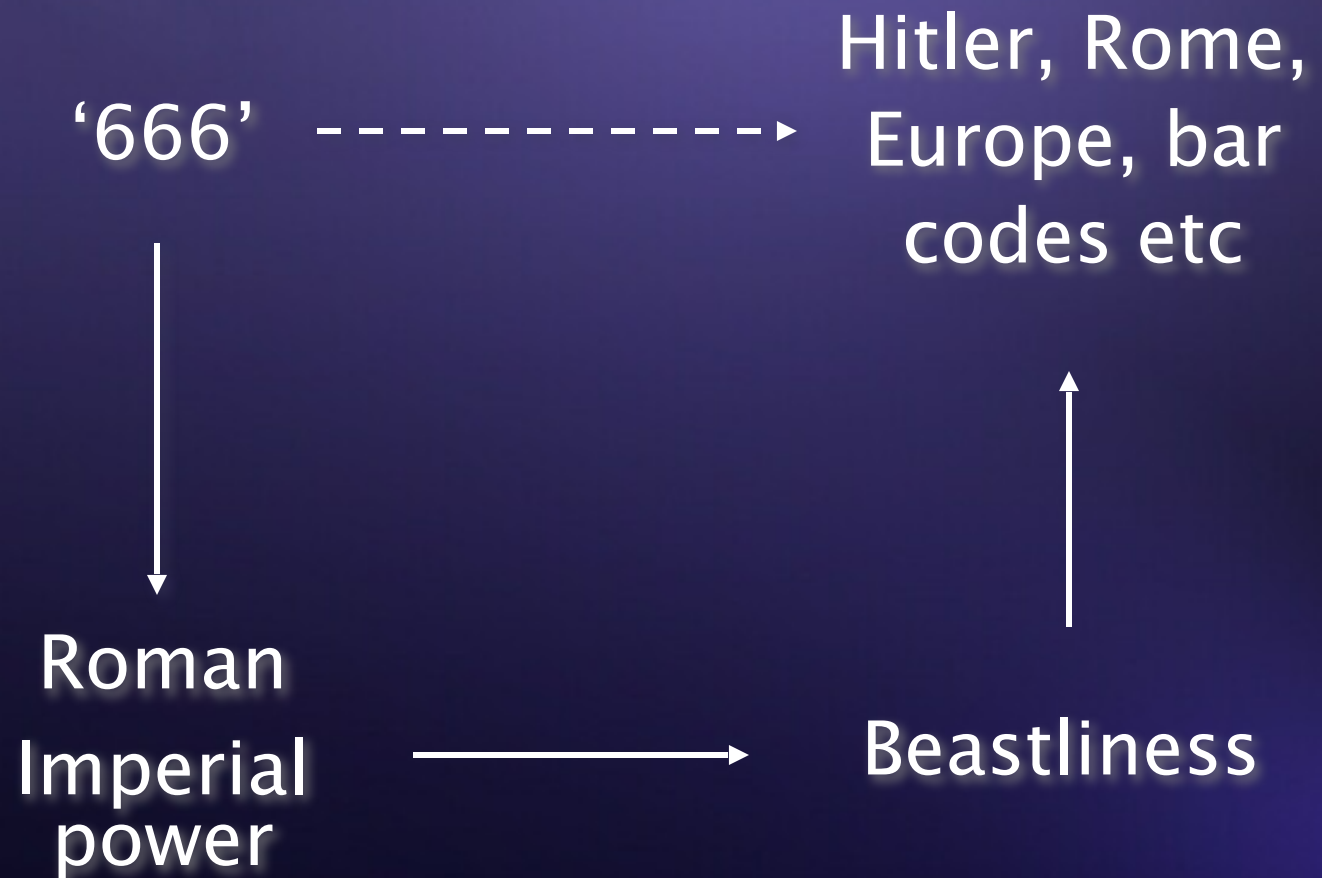 ‘666’
Hitler, Rome,
Europe, bar
codes etc
Roman
Imperial
power
Beastliness